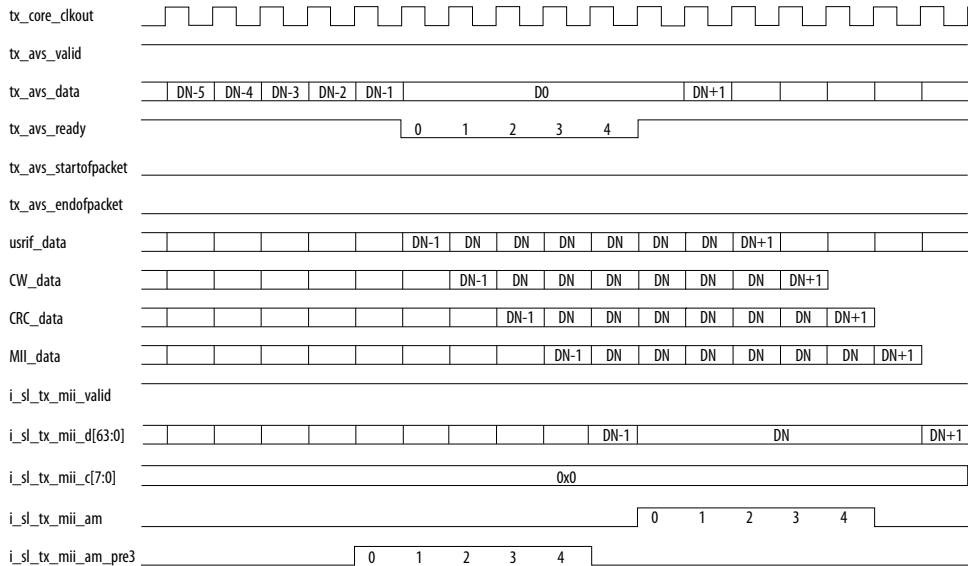 tx_core_clkout
tx_avs_valid
tx_avs_data DN-5 DN-4 DN-3 DN-2 DN-1 D0 DN+1
tx_avs_ready 0 1 2 3 4
tx_avs_startofpacket
tx_avs_endofpacket
usrif_data DN-1 DN DN DN DN DN DN DN+1
CW_data DN-1 DN DN DN DN DN DN DN+1
CRC_data DN-1 DN DN DN DN DN DN DN+1
MII_data DN-1 DN DN DN DN DN DN DN+1
i_sl_tx_mii_valid
i_sl_tx_mii_d[63:0] DN-1 DN DN+1
i_sl_tx_mii_c[7:0] 0x0
i_sl_tx_mii_am 0 1 2 3 4
i_sl_tx_mii_am_pre3 0 1 2 3 4